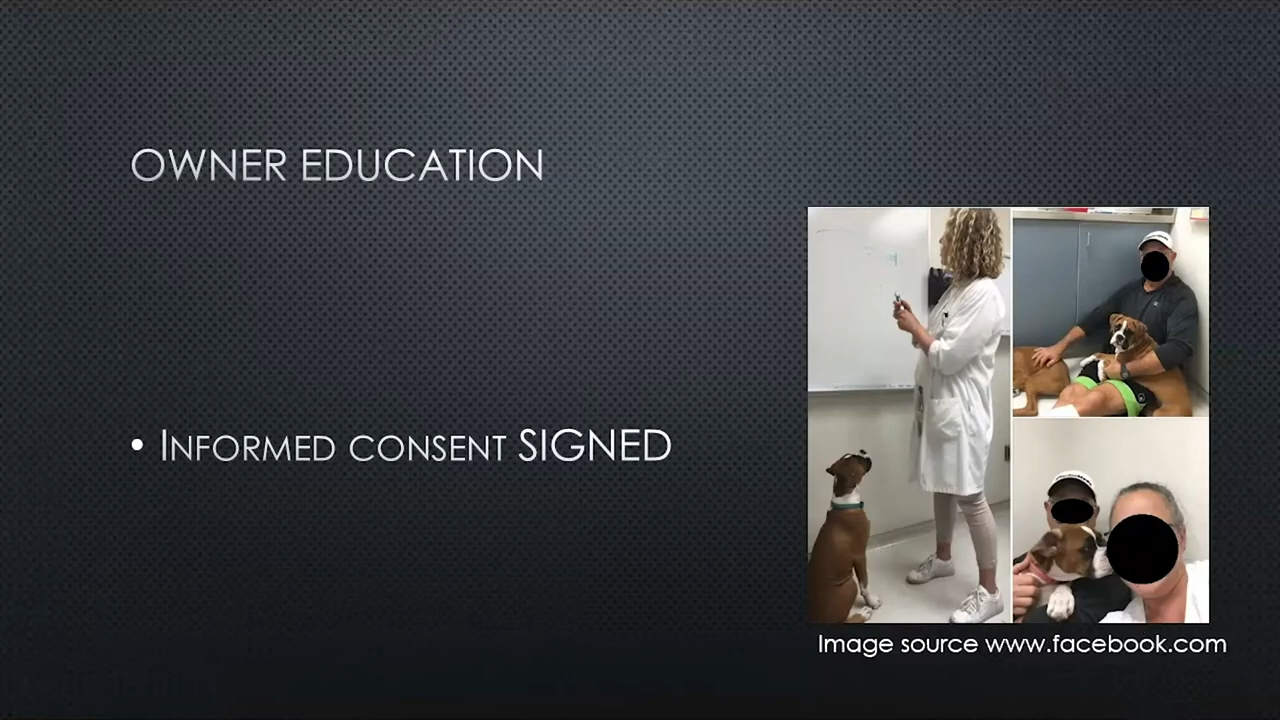 OWNER EDUCATION
• INFORMED CONSENT SIGNED
Image source www.facebook.com